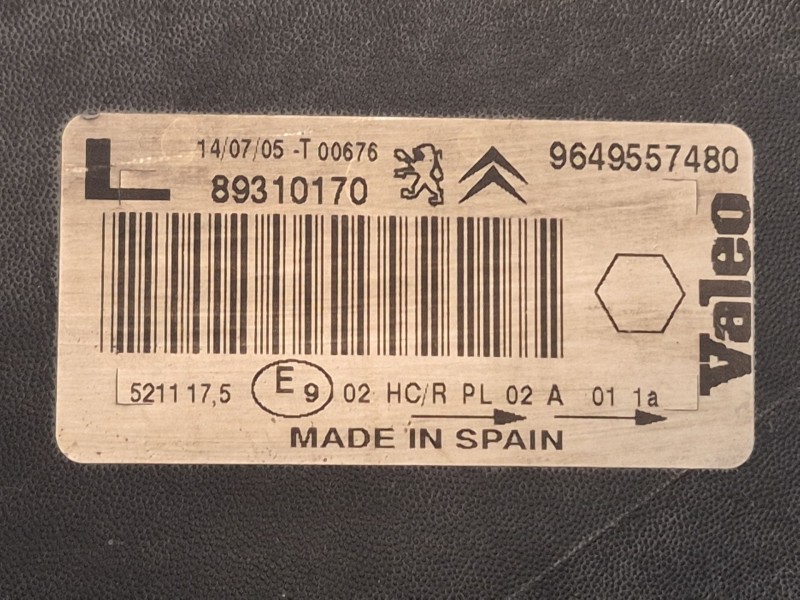 L
14/07/05 -T 00676
9649557480
89310170
Valeo
5211 17,5 E9 02 HC/R PL 02 A 01 1a
MADE IN SPAIN